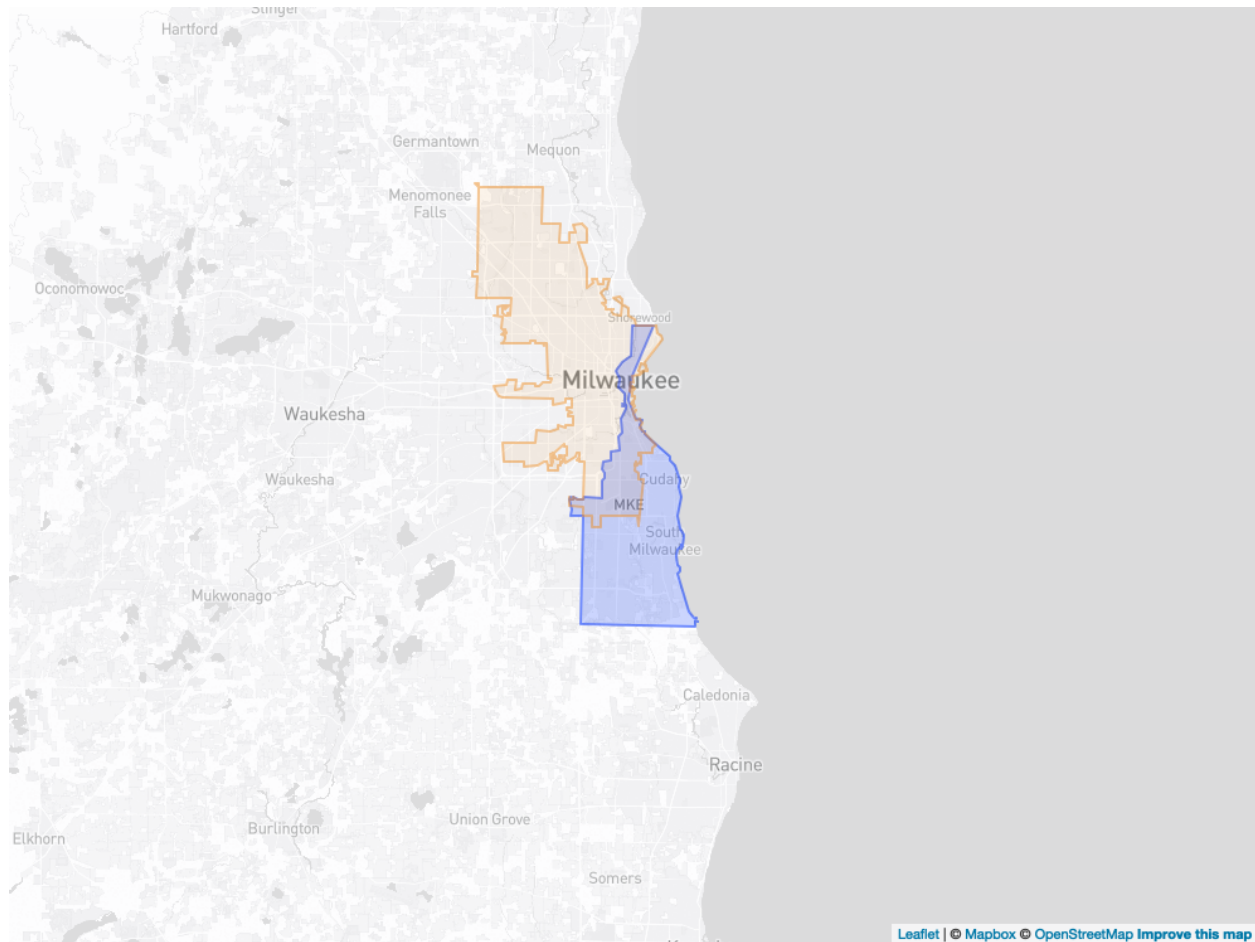 Slinger
Hartford
Germantown
Mequon
Menomonee
Falls
Oconomowoc
Shorewood
Milwaukee
Waukesha
Waukesha
Cudahy
MKE
South
Milwaukee
Mukwonago
Caledonia
Racine
Union Grove
Burlington
Elkhorn
Somers
Leaflet | © Mapbox © OpenStreetMap Improve this map